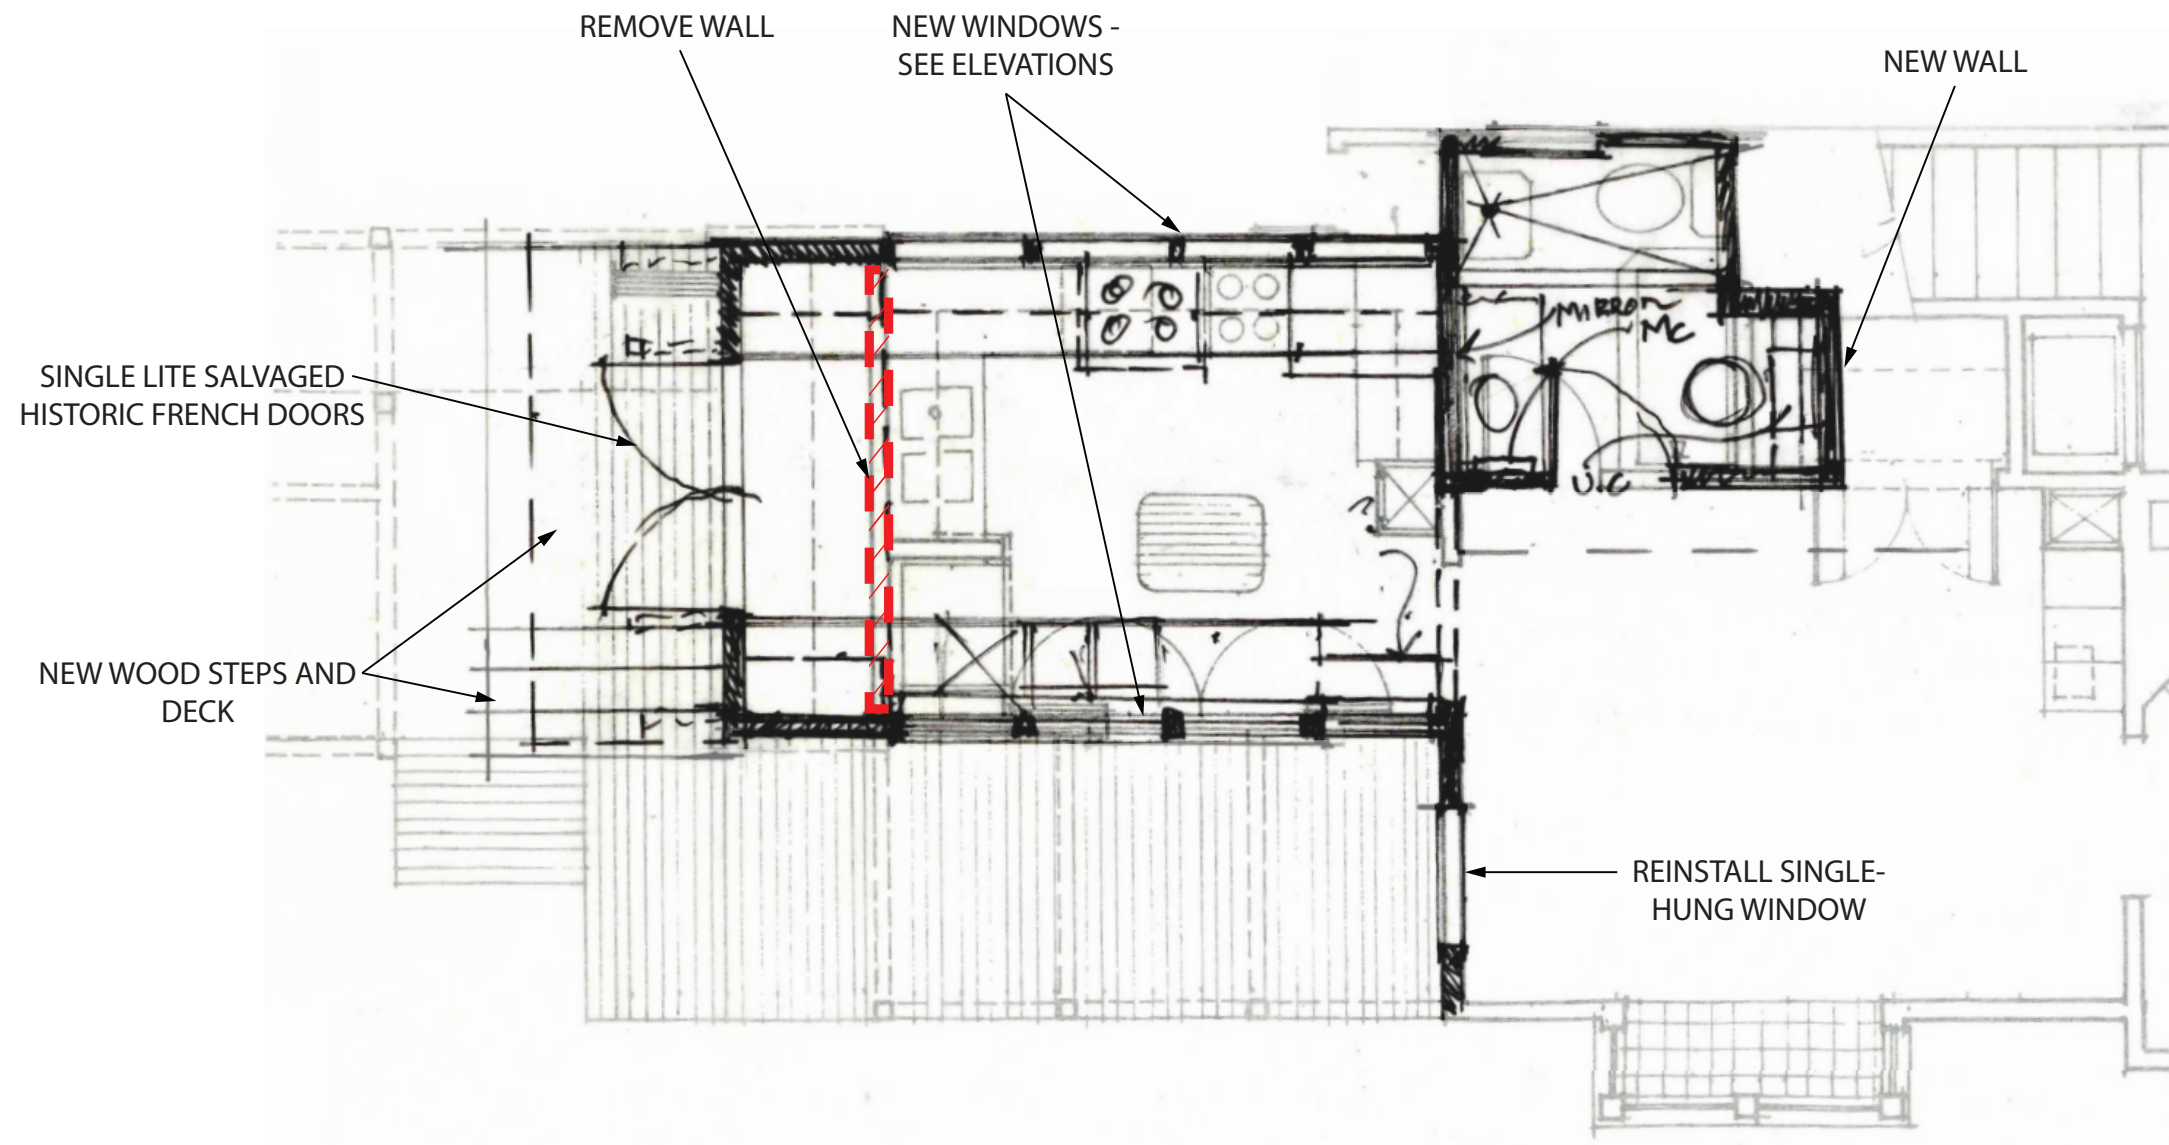 REMOVE WALL
NEW WINDOWS -
SEE ELEVATIONS
NEW WALL
MIRROR
MC
SINGLE LITE SALVAGED
HISTORIC FRENCH DOORS
U.C
NEW WOOD STEPS AND
DECK
REINSTALL SINGLE-
HUNG WINDOW